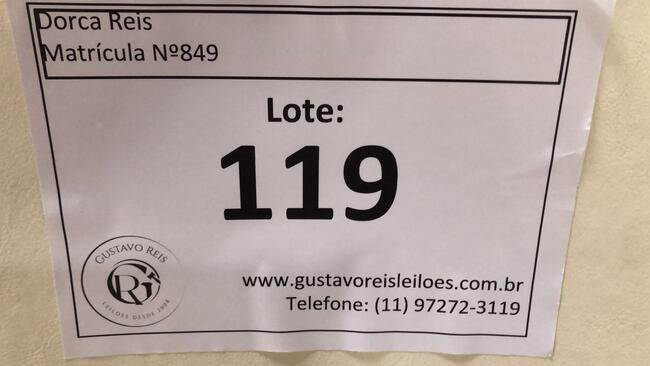 Dorca Reis
Matrícula Nº849
Lote:
119
GUSTAVO REIS
RG
LEILÕES DESDE 2008
www.gustavoreisleiloes.com.br
Telefone: (11) 97272-3119